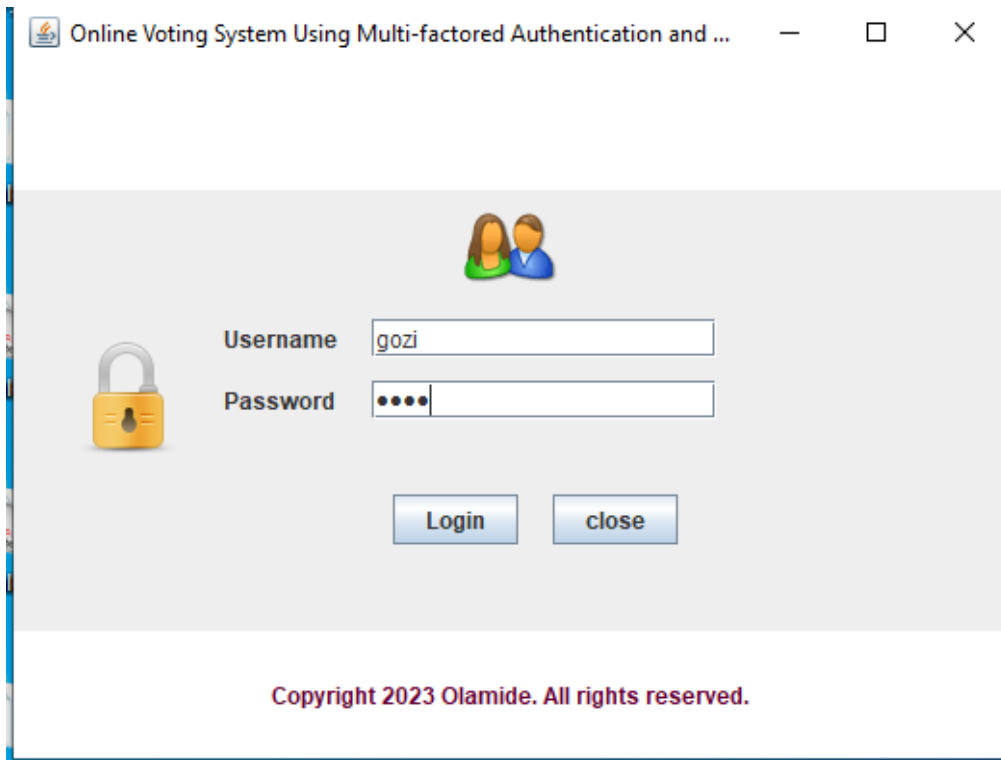 Online Voting System Using Multi-factored Authentication and ...
Username
gozi
Password
••••
Login close
Copyright 2023 Olamide. All rights reserved.